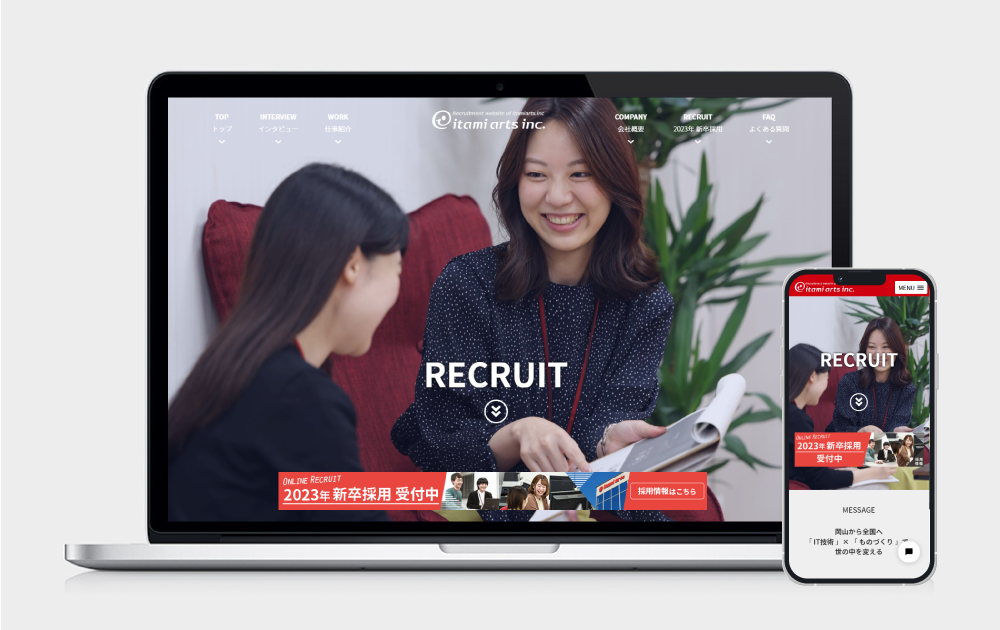 TOP
トップ
INTERVIEW
インタビュー
WORK
仕事紹介
Recruitment website of itamiarts.inc
itami arts inc.
COMPANY
会社概要
RECRUIT
2023年 新卒採用
FAQ
よくある質問
RECRUIT
ONLINE RECRUIT
2023年 新卒採用 受付中
採用情報はこちら
itami arts inc.
MENU
RECRUIT
ONLINE RECRUIT
2023年 新卒採用
受付中
MESSAGE
岡山から全国へ
「IT技術」×「ものづくり」で
世の中を変える